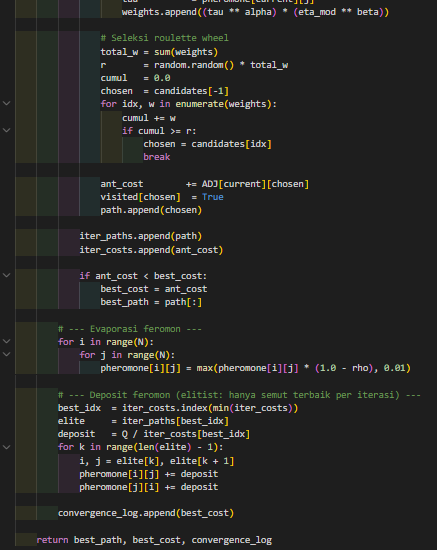 weights.append((tau ** alpha) * (eta_mod ** beta))
# Seleksi roulette wheel
total_w = sum(weights)
r       = random.random() * total_w
cumul   = 0.0
chosen  = candidates[-1]
for idx, w in enumerate(weights):
    cumul += w
    if cumul >= r:
        chosen = candidates[idx]
        break
ant_cost        += ADJ[current][chosen]
visited[chosen]  = True
path.append(chosen)
iter_paths.append(path)
iter_costs.append(ant_cost)
if ant_cost < best_cost:
    best_cost = ant_cost
    best_path = path[:]
# --- Evaporasi feromon ---
for i in range(N):
    for j in range(N):
        pheromone[i][j] = max(pheromone[i][j] * (1.0 - rho), 0.01)
# --- Deposit feromon (elitist: hanya semut terbaik per iterasi) ---
best_idx  = iter_costs.index(min(iter_costs))
elite     = iter_paths[best_idx]
deposit   = Q / iter_costs[best_idx]
for k in range(len(elite) - 1):
    i, j = elite[k], elite[k + 1]
    pheromone[i][j] += deposit
    pheromone[j][i] += deposit
convergence_log.append(best_cost)
return best_path, best_cost, convergence_log